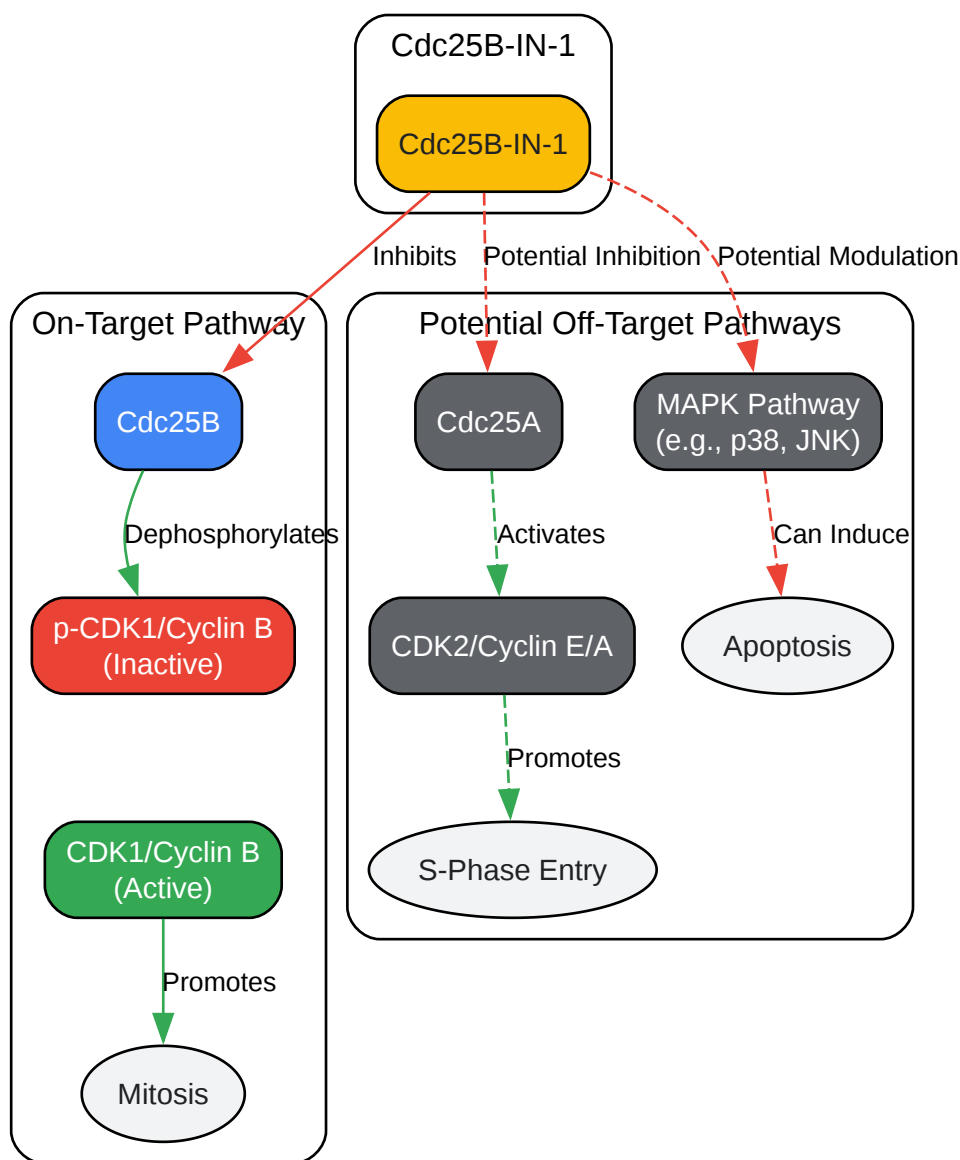 Cdc25B-IN-1
Cdc25B-IN-1
Inhibits
Potential Inhibition
Potential Modulation
On-Target Pathway
Cdc25B
Dephosphorylates
p-CDK1/Cyclin B
(Inactive)
CDK1/Cyclin B
(Active)
Promotes
Mitosis
Potential Off-Target Pathways
Cdc25A
Activates
CDK2/Cyclin E/A
Promotes
S-Phase Entry
MAPK Pathway
(e.g., p38, JNK)
Can Induce
Apoptosis